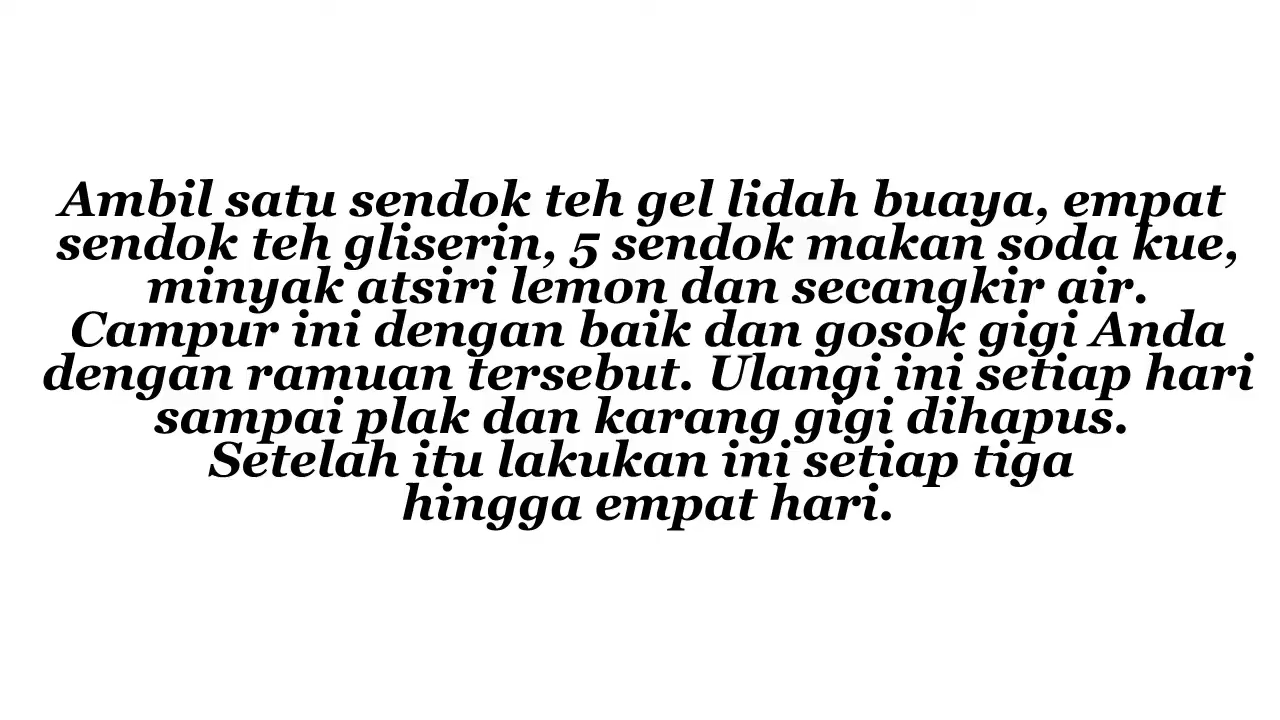 Ambil satu sendok teh gel lidah buaya, empat
sendok teh gliserin, 5 sendok makan soda kue,
minyak atsiri lemon dan secangkir air.
Campur ini dengan baik dan gosok gigi Anda
dengan ramuan tersebut. Ulangi ini setiap hari
sampai plak dan karang gigi dihapus.
Setelah itu lakukan ini setiap tiga
hingga empat hari.